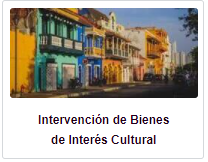 Intervención de Bienes
de Interés Cultural